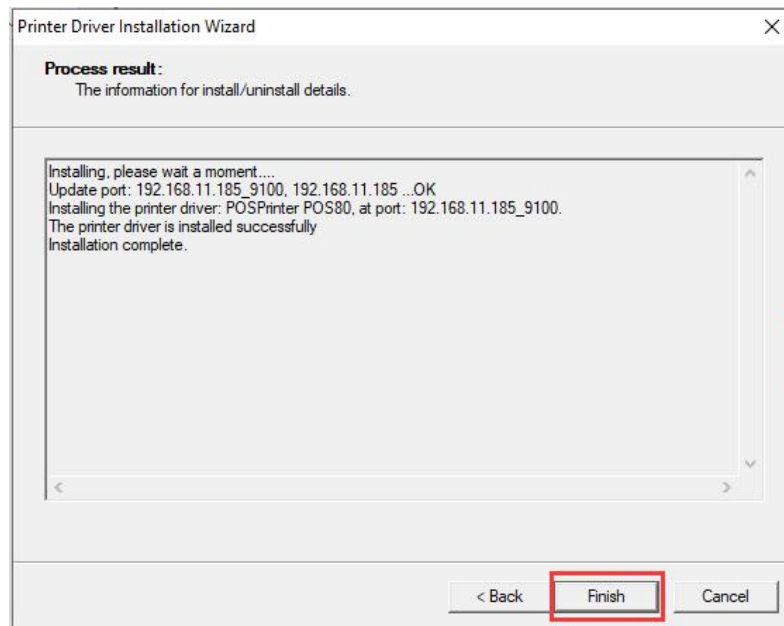 Printer Driver Installation Wizard
Process result:
The information for install/uninstall details.
Installing, please wait a moment....
Update port: 192.168.11.185_9100, 192.168.11.185 ...OK
Installing the printer driver: POSPrinter POS80, at port: 192.168.11.185_9100.
The printer driver is installed successfully
Installation complete.
< Back
Finish
Cancel